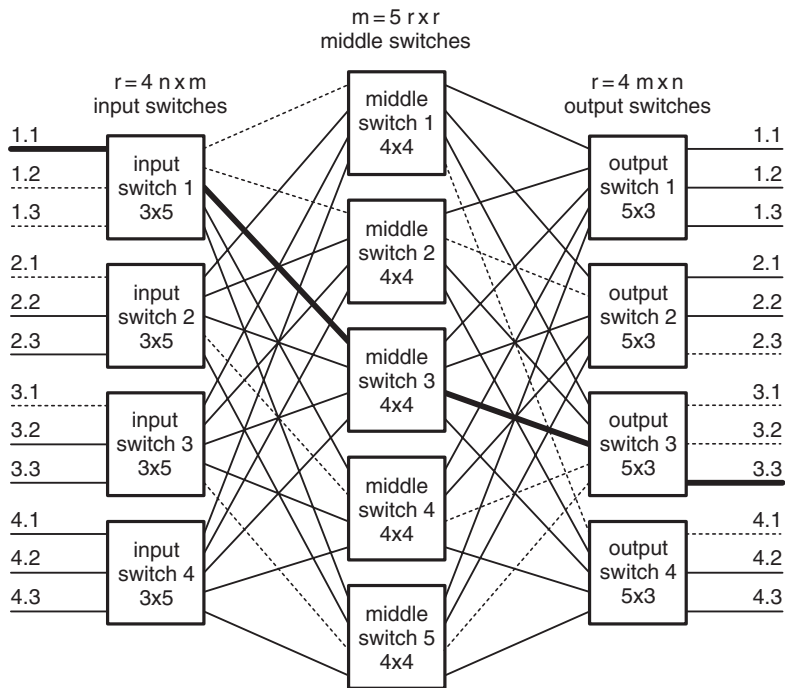 m = 5 r x r
middle switches
r = 4 n x m
input switches
r = 4 m x n
output switches
1.1
1.2
1.3
2.1
2.2
2.3
3.1
3.2
3.3
4.1
4.2
4.3
input
switch 1
3x5
input
switch 2
3x5
input
switch 3
3x5
input
switch 4
3x5
middle
switch 1
4x4
middle
switch 2
4x4
middle
switch 3
4x4
middle
switch 4
4x4
middle
switch 5
4x4
output
switch 1
5x3
output
switch 2
5x3
output
switch 3
5x3
output
switch 4
5x3
1.1
1.2
1.3
2.1
2.2
2.3
3.1
3.2
3.3
4.1
4.2
4.3